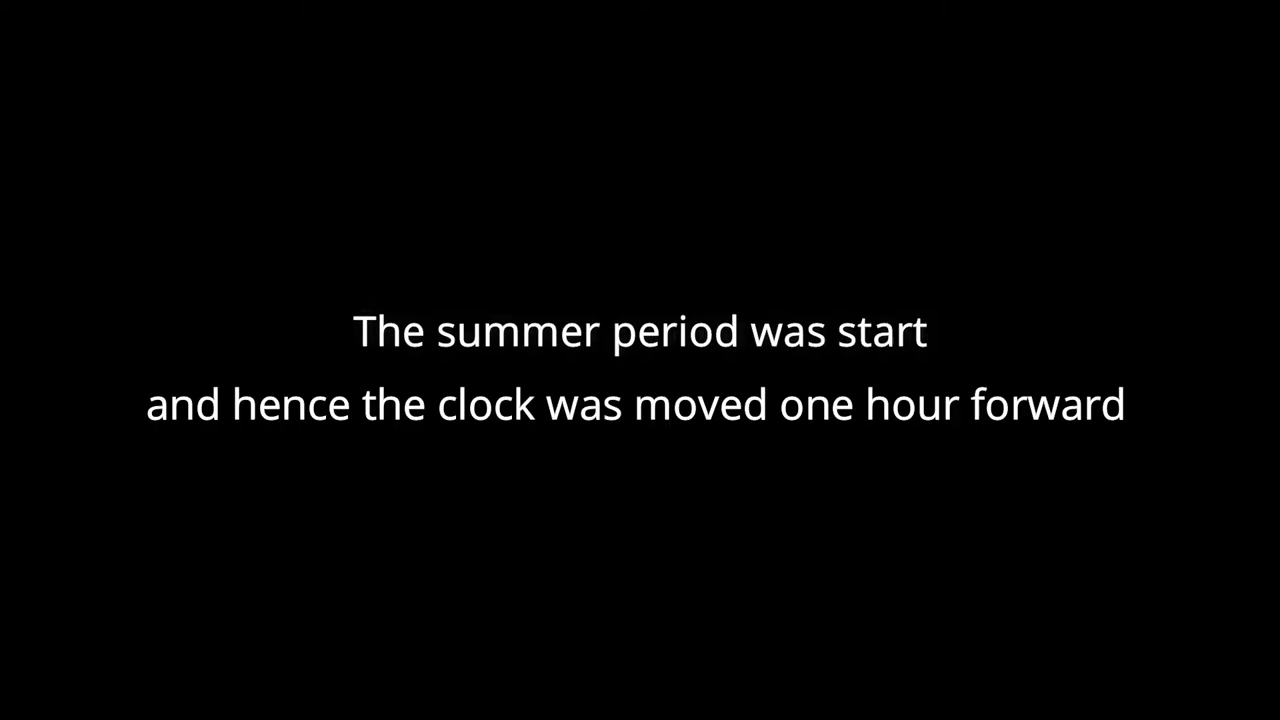 The summer period was start
and hence the clock was moved one hour forward